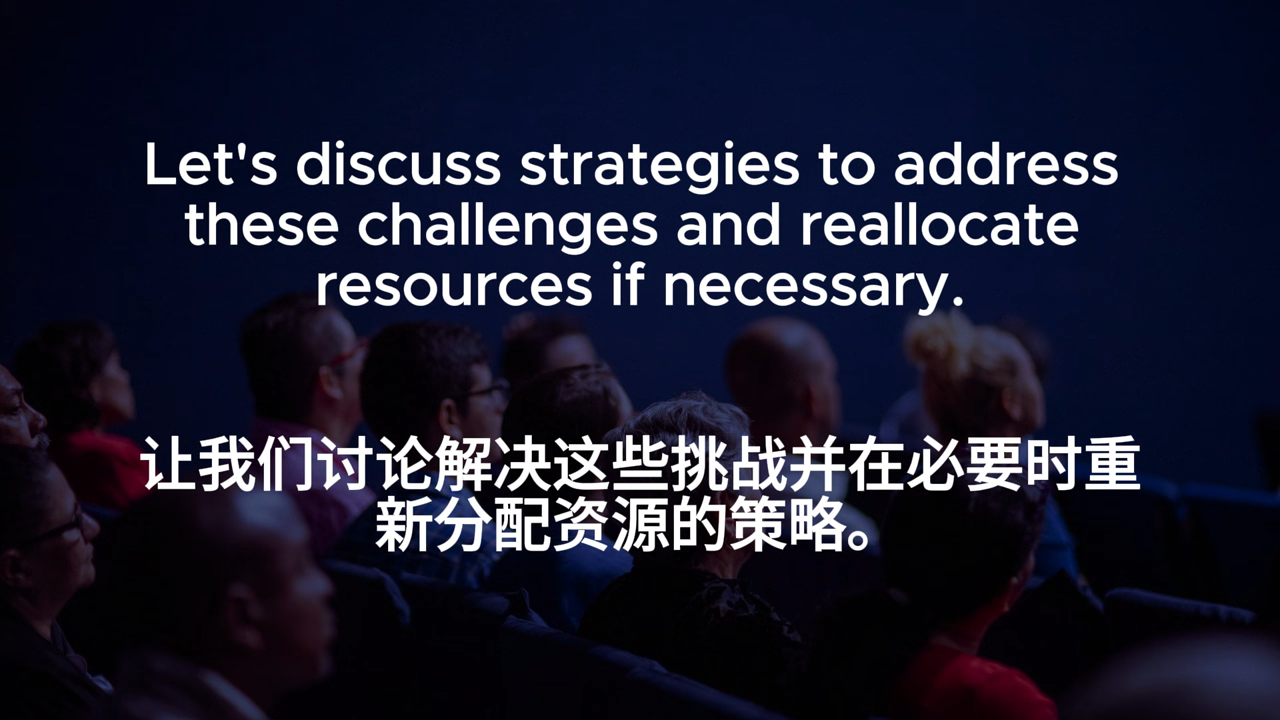 Let's discuss strategies to address
these challenges and reallocate
resources if necessary.
让我们讨论解决这些挑战并在必要时重
新分配资源的策略。